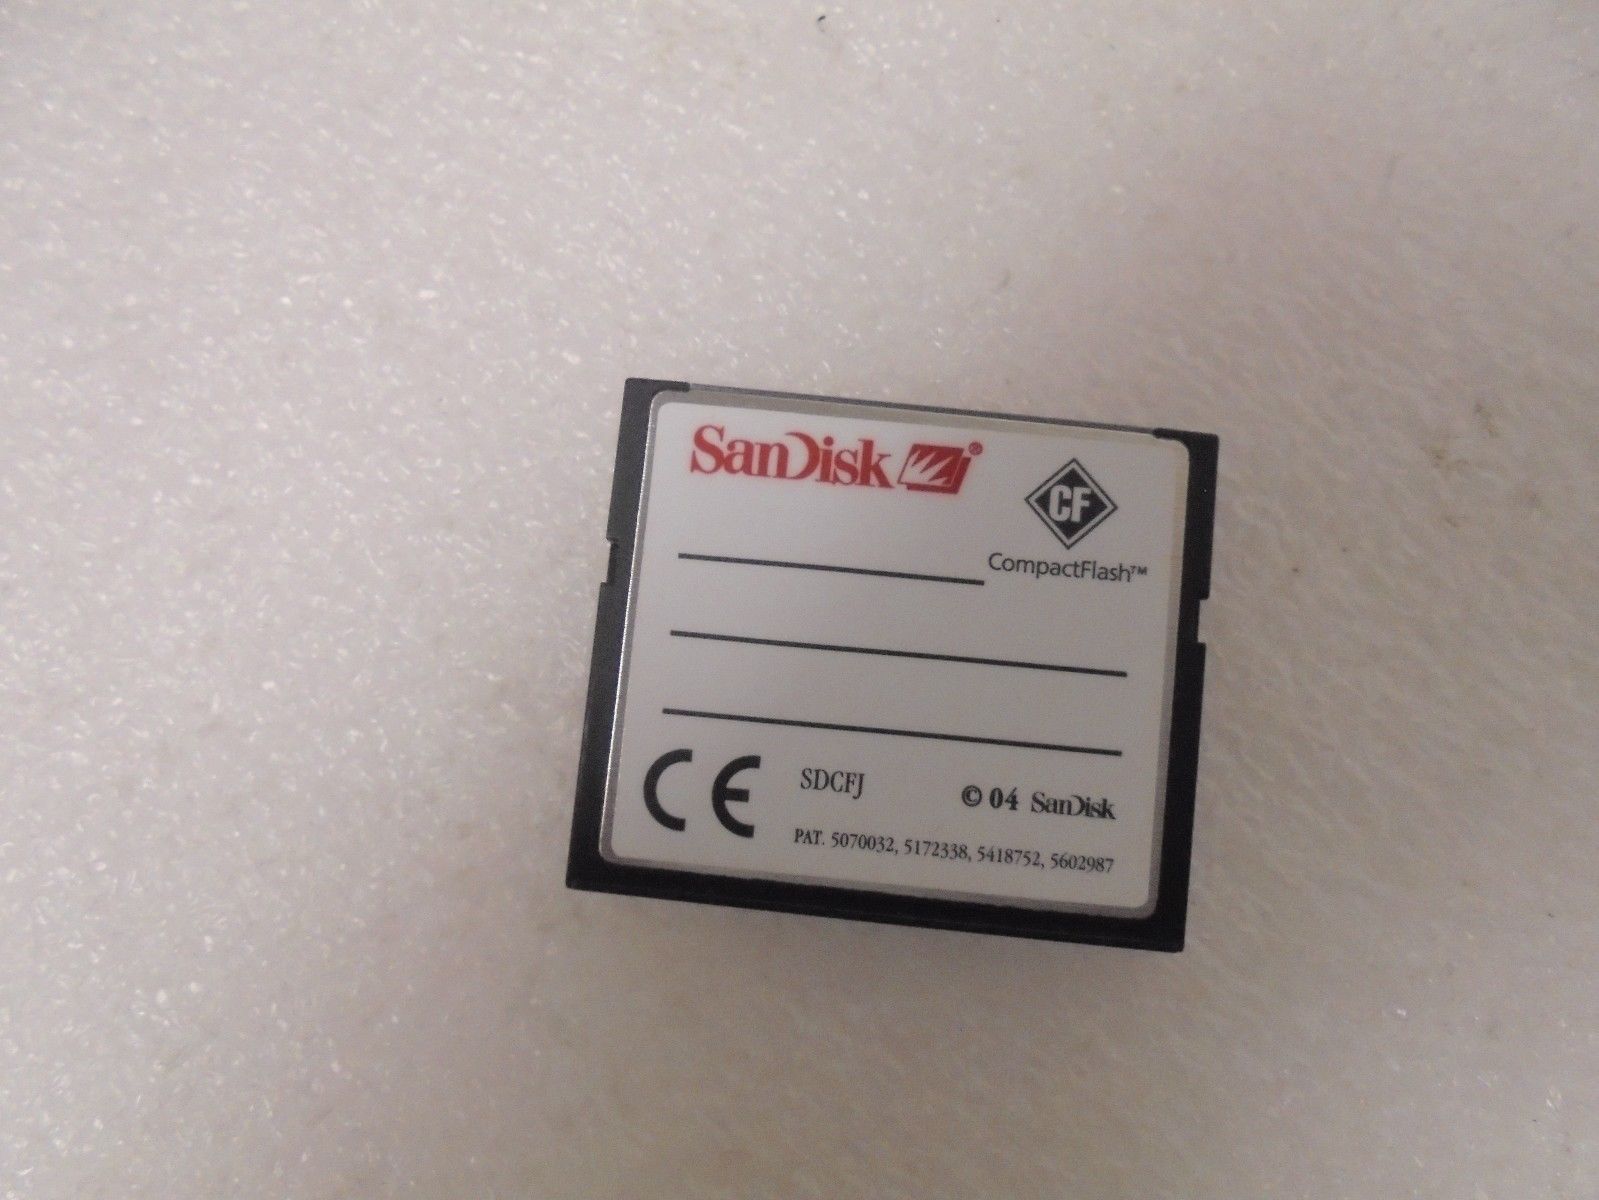 SanDisk ®
CF
CompactFlash™
CE SDCFJ © 04 SanDisk
PAT. 5070032, 5172338, 5418752, 5602987